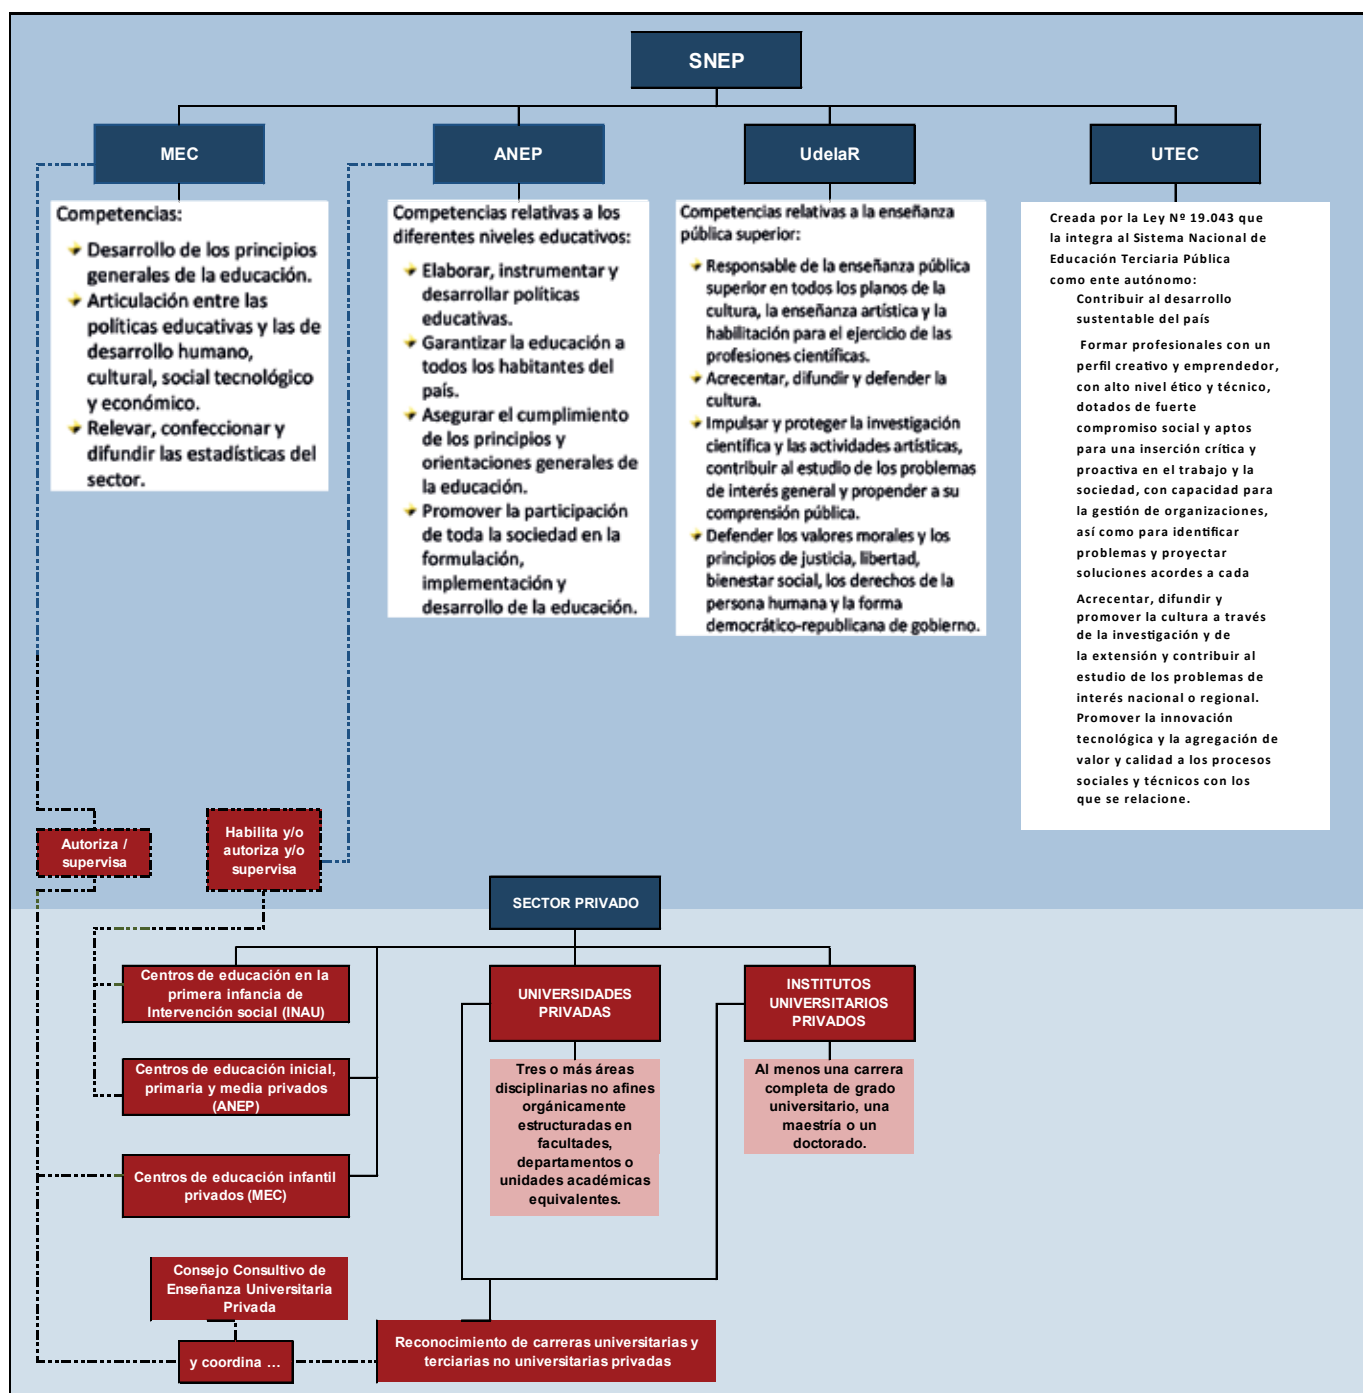 SNEP
MEC
ANEP
UdelaR
UTEC
Competencias:
Desarrollo de los principios
generales de la educación.
Articulación entre las
políticas educativas y las de
desarrollo humano,
cultural, social tecnológico
y económico.
Relevar, confeccionar y
difundir las estadísticas del
sector.
Competencias relativas a los
diferentes niveles educativos:
Elaborar, instrumentar y
desarrollar políticas
educativas.
Garantizar la educación a
todos los habitantes del
país.
Asegurar el cumplimiento
de los principios y
orientaciones generales de
la educación.
Promover la participación
de toda la sociedad en la
formulación,
implementación y
desarrollo de la educación.
Competencias relativas a la enseñanza
pública superior:
Responsable de la enseñanza pública
superior en todos los planos de la
cultura, la enseñanza artística y la
habilitación para el ejercicio de las
profesiones científicas.
Acrecentar, difundir y defender la
cultura.
Impulsar y proteger la investigación
científica y las actividades artísticas,
contribuir al estudio de los problemas
de interés general y propender a su
comprensión pública.
Defender los valores morales y los
principios de justicia, libertad,
bienestar social, los derechos de la
persona humana y la forma
democrático-republicana de gobierno.
Creada por la Ley Nº 19.043 que
la integra al Sistema Nacional de
Educación Terciaria Pública
como ente autónomo:
Contribuir al desarrollo
sustentable del país
Formar profesionales con un
perfil creativo y emprendedor,
con alto nivel ético y técnico,
dotados de fuerte
compromiso social y aptos
para una inserción crítica y
proactiva en el trabajo y la
sociedad, con capacidad para
la gestión de organizaciones,
así como para identificar
problemas y proyectar
soluciones acordes a cada
Acrecentar, difundir y
promover la cultura a través
de la investigación y de
la extensión y contribuir al
estudio de los problemas de
interés nacional o regional.
Promover la innovación
tecnológica y la agregación de
valor y calidad a los procesos
sociales y técnicos con los
que se relacione.
Autoriza /
supervisa
Habilita y/o
autoriza y/o
supervisa
SECTOR PRIVADO
Centros de educación en la
primera infancia de
Intervención social (INAU)
UNIVERSIDADES
PRIVADAS
INSTITUTOS
UNIVERSITARIOS
PRIVADOS
Centros de educación inicial,
primaria y media privados
(ANEP)
Tres o más áreas
disciplinarias no afines
orgánicamente
estructuradas en
facultades,
departamentos o
unidades académicas
equivalentes.
Al menos una carrera
completa de grado
universitario, una
maestría o un
doctorado.
Centros de educación infantil
privados (MEC)
Consejo Consultivo de
Enseñanza Universitaria
Privada
y coordina ...
Reconocimiento de carreras universitarias y
terciarias no universitarias privadas